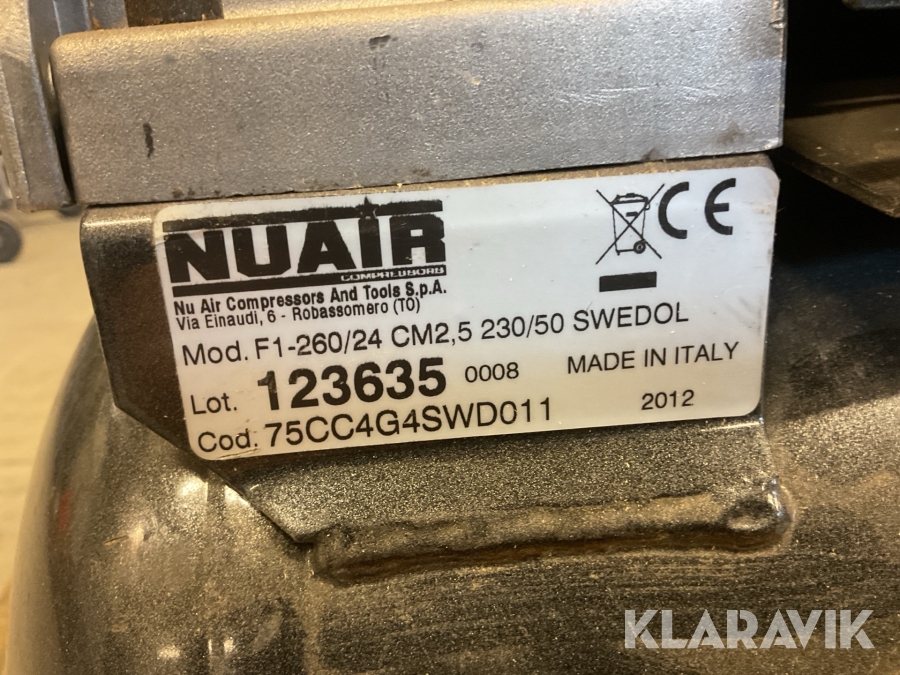 NUAIR
COMPRESSORS
Nu Air Compressors And Tools S.p.A.
Via Einaudi, 6 - Robassomero (TO)
Mod. F1-260/24 CM2,5 230/50 SWEDOL
Lot. 123635 0008 MADE IN ITALY
Cod. 75CC4G4SWD011 2012
CE
KLARAVIK